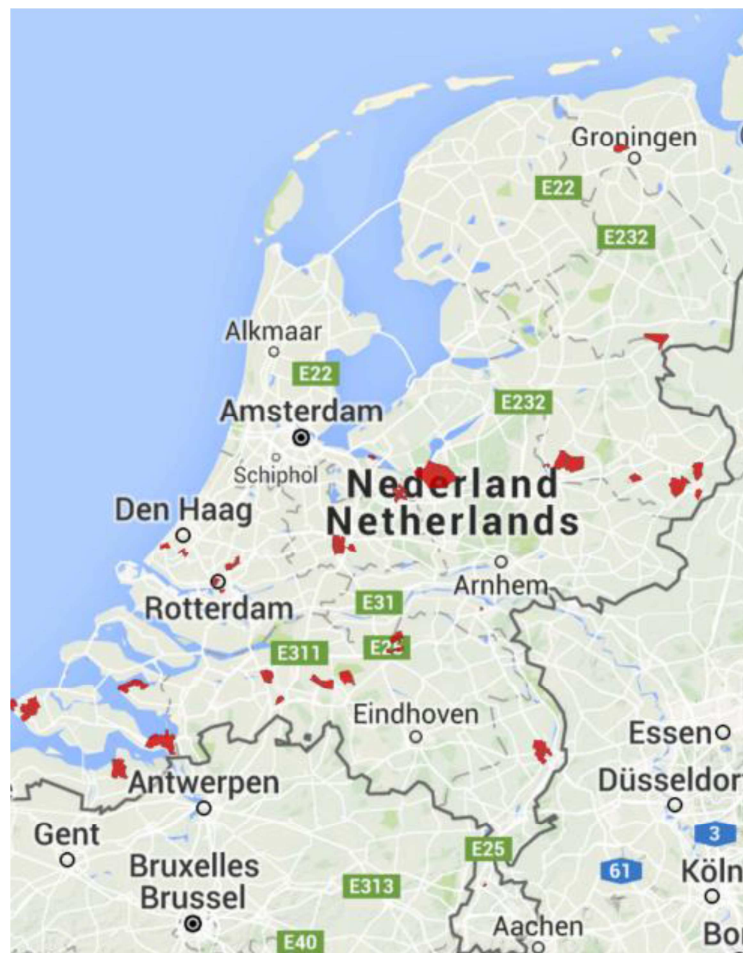 Groningen
E22
E232
Alkmaar
E22
Amsterdam
E232
Schiphol
Nederland
Netherlands
Den Haag
Rotterdam
Arnhem
E31
E311
Eindhoven
Essen
Düsseldor
Antwerpen
Gent
3
E25
Bruxelles
Brussel
E313
61
Köln
Aachen
Bo
E40